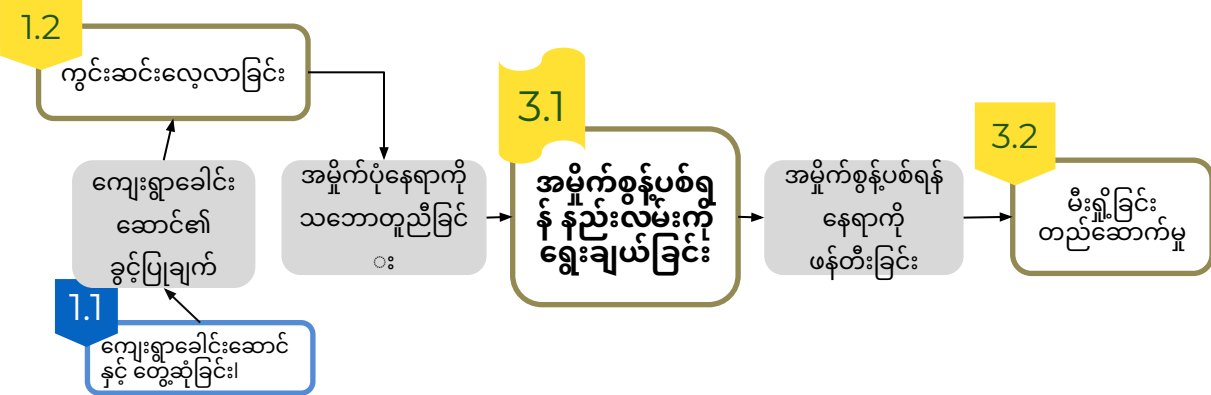 1.2
ကွင်းဆင်းလေ့လာခြင်း
ကျေးရွာခေါင်း
ဆောင်၏
ခွင့်ပြုချက်
1.1
ကျေးရွာခေါင်းဆောင်
နှင့် တွေ့ဆုံခြင်း၊
အမှိုက်ပုံနေရာကို
သဘောတူညီခြင်
း
3.1
အမှိုက်စွန့်ပစ်ရ
န် နည်းလမ်းကို
ရွေးချယ်ခြင်း
အမှိုက်စွန့်ပစ်ရန်
နေရာကို
ဖန်တီးခြင်း
3.2
မီးရှို့ခြင်း
တည်ဆောက်မှု